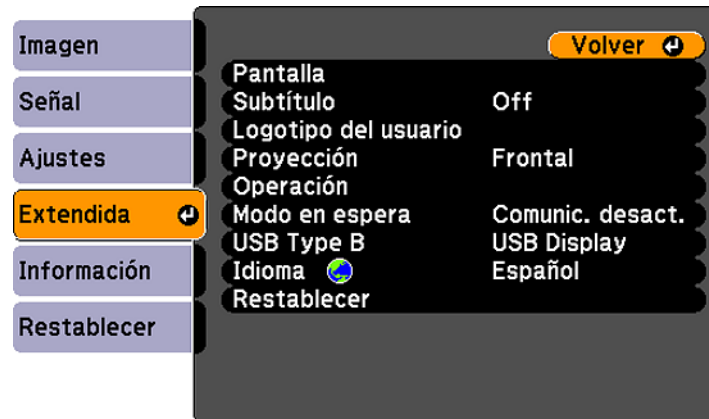 Imagen
Señal
Ajustes
Extendida
Información
Restablecer
Volver
Pantalla
Subtítulo Off
Logotipo del usuario
Proyección Frontal
Operación
Modo en espera Comunic. desact.
USB Type B USB Display
Idioma Español
Restablecer